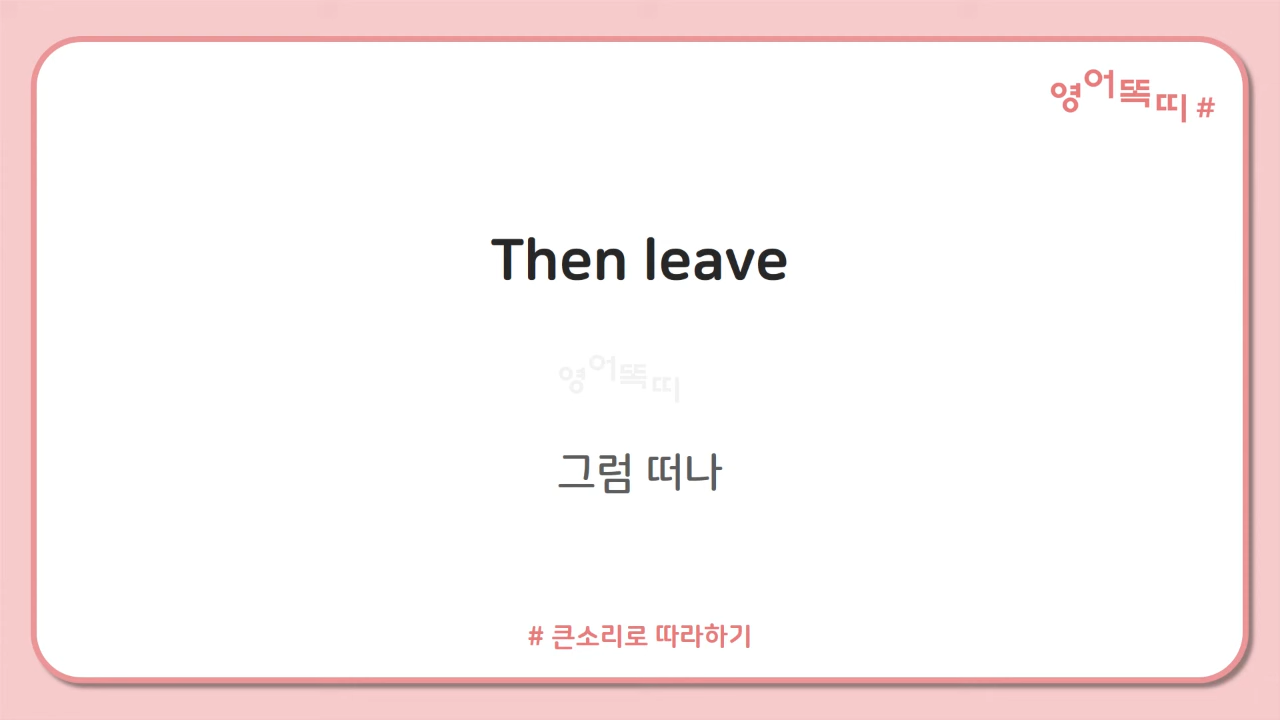 영어똑띠 #
Then leave
영어똑띠
그럼 떠나
# 큰소리로 따라하기